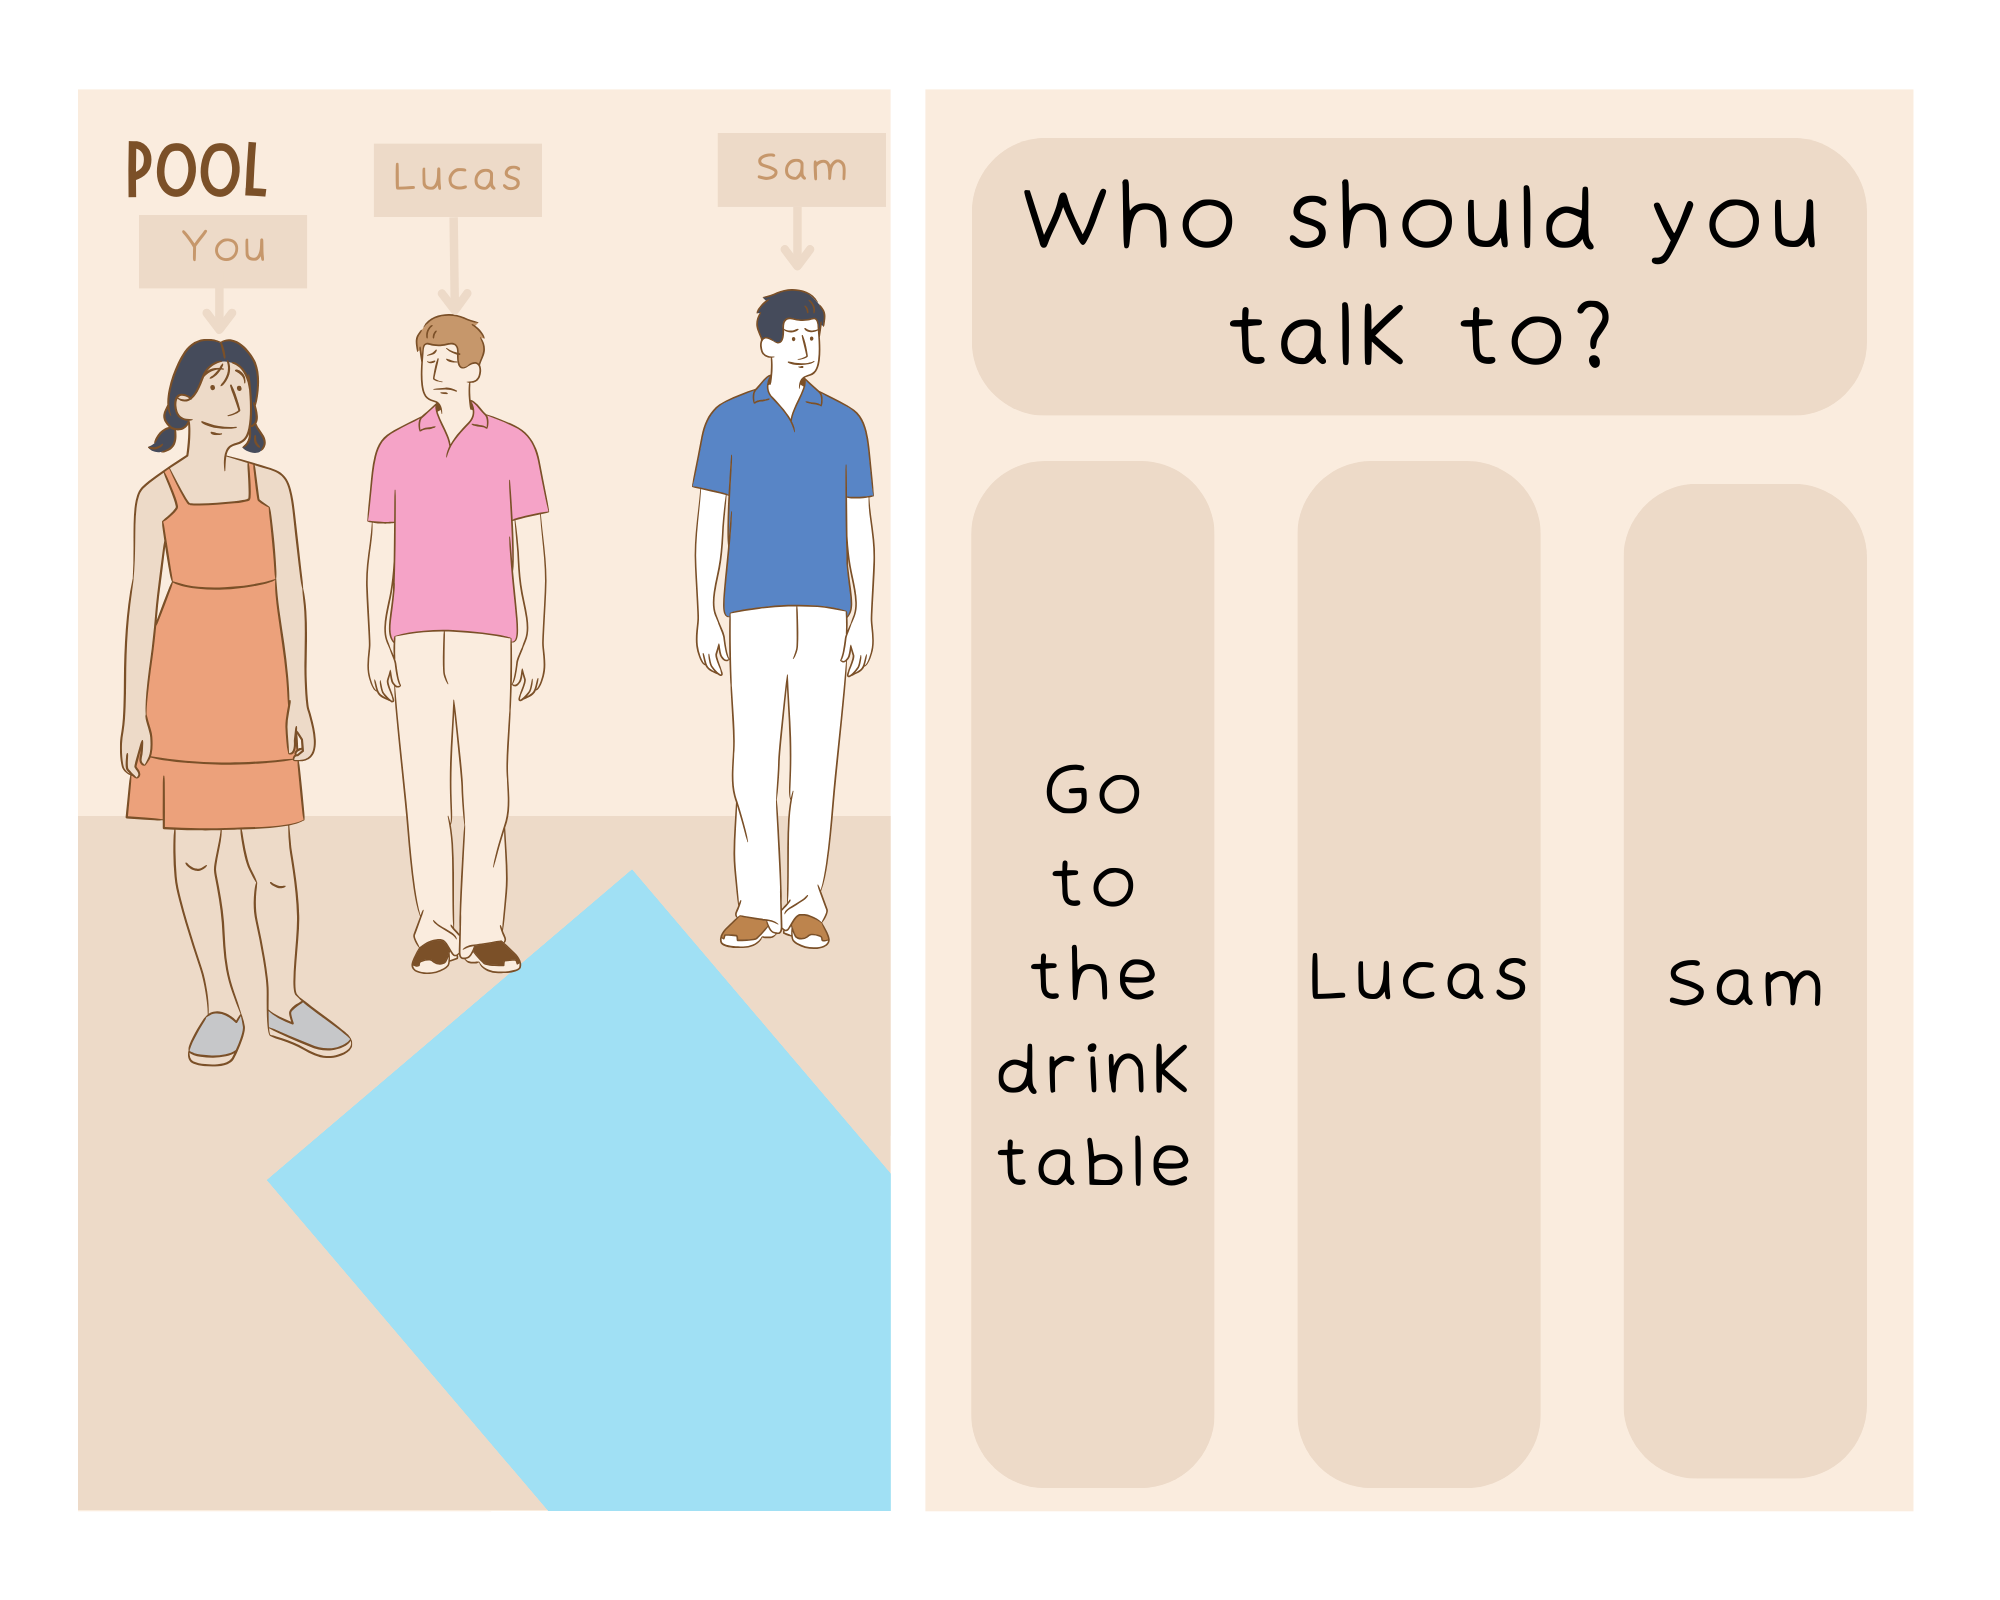 POOL
You
Lucas
Sam
Who should you
talk to?
Go
to
the
drink
table
Lucas
Sam